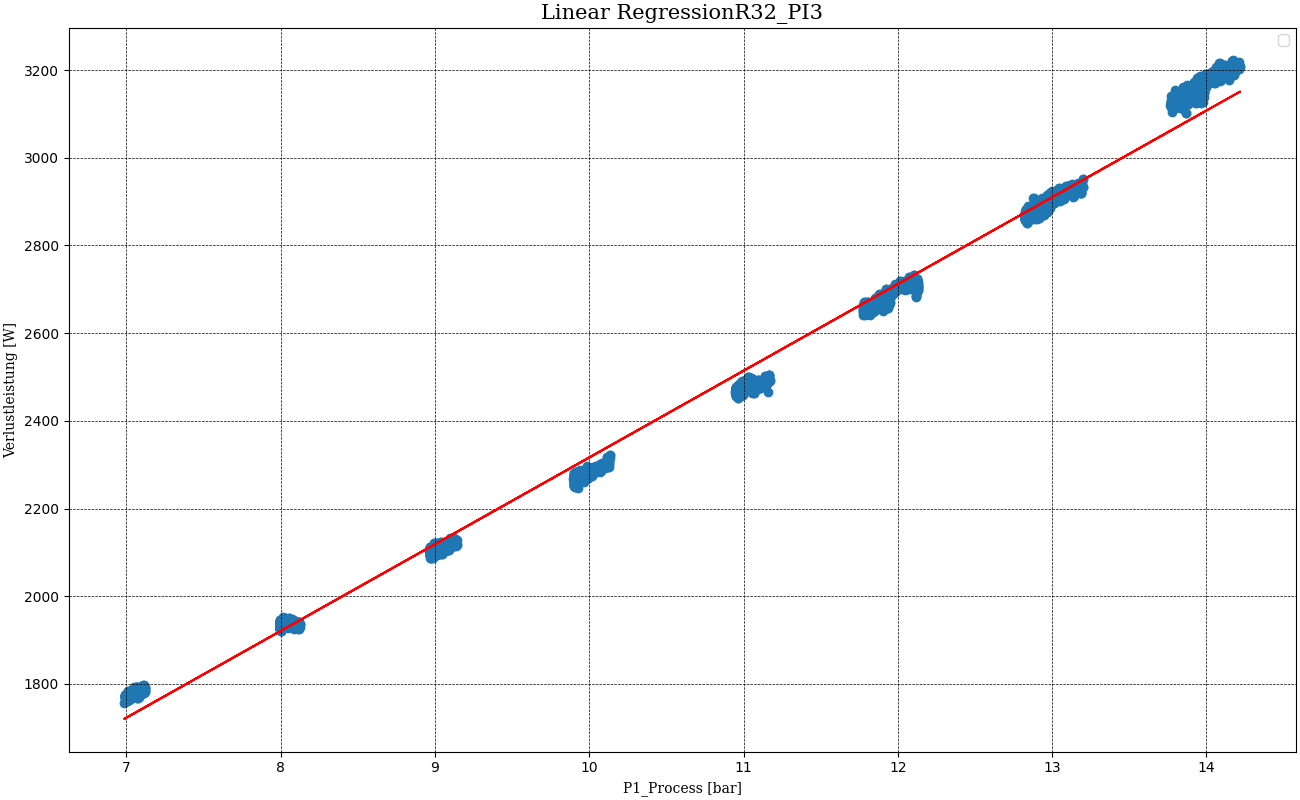 Linear RegressionR32_PI3
3200
3000
2800
2600
2400
2200
2000
1800
Verlustleistung [W]
7 8 9 10 11 12 13 14
P1_Process [bar]